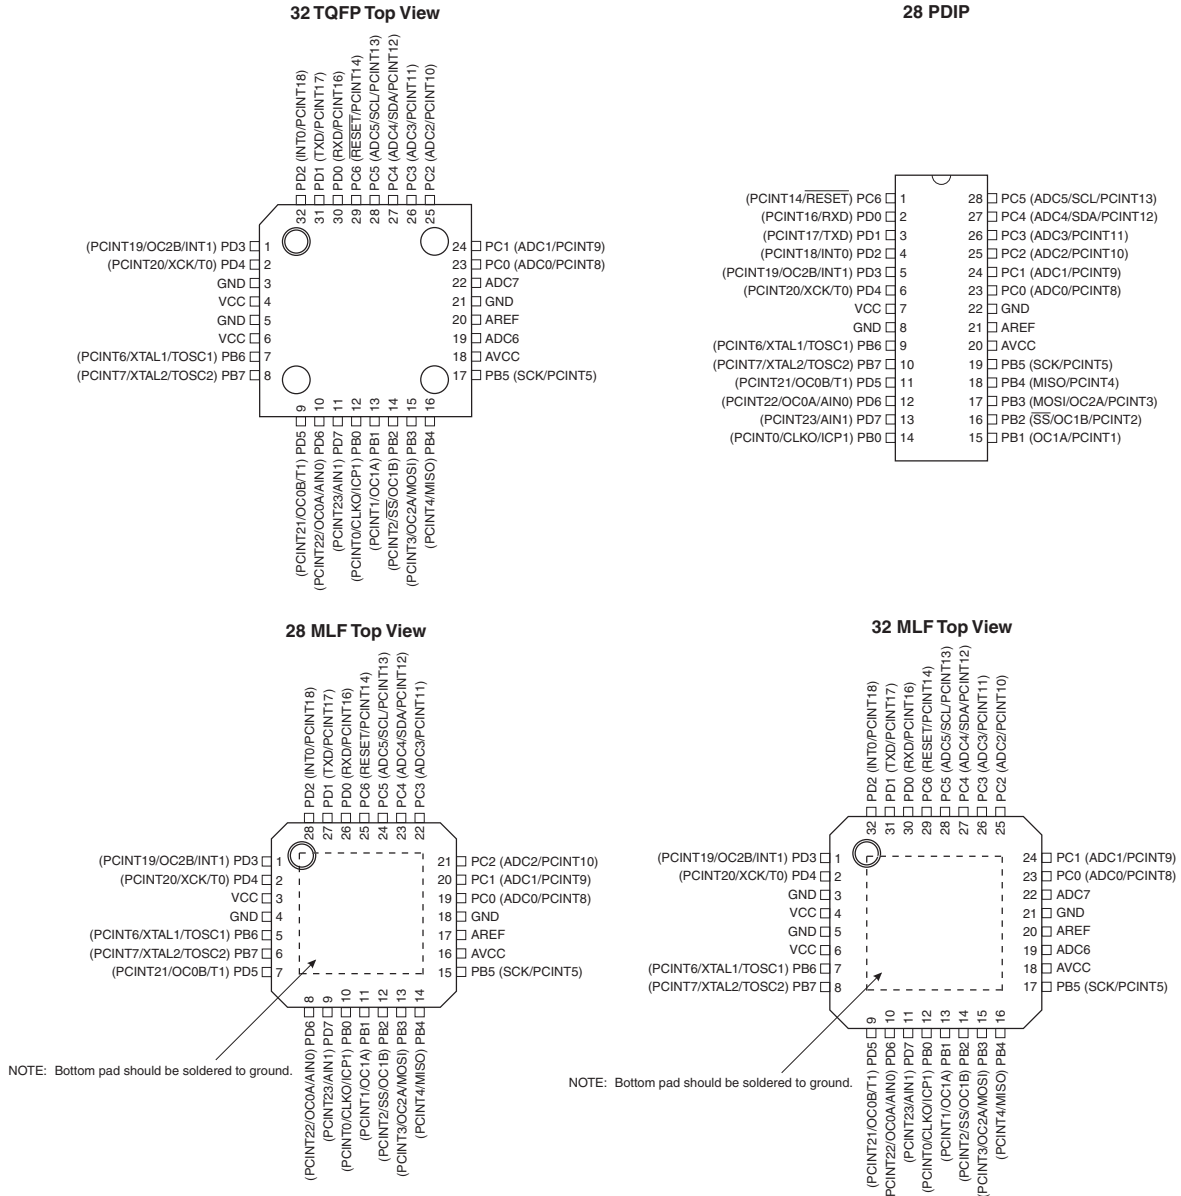 32 TQFP Top View
32 PD2 (INT0/PCINT18)
31 PD1 (TXD/PCINT17)
30 PD0 (RXD/PCINT16)
29 PC6 (RESET/PCINT14)
28 PC5 (ADC5/SCL/PCINT13)
27 PC4 (ADC4/SDA/PCINT12)
26 PC3 (ADC3/PCINT11)
25 PC2 (ADC2/PCINT10)
(PCINT19/OC2B/INT1) PD3 1
(PCINT20/XCK/T0) PD4 2
GND 3
VCC 4
GND 5
VCC 6
(PCINT6/XTAL1/TOSC1) PB6 7
(PCINT7/XTAL2/TOSC2) PB7 8
24 PC1 (ADC1/PCINT9)
23 PC0 (ADC0/PCINT8)
22 ADC7
21 GND
20 AREF
19 ADC6
18 AVCC
17 PB5 (SCK/PCINT5)
(PCINT21/OC0B/T1) PD5 9
(PCINT22/OC0A/AIN0) PD6 10
(PCINT23/AIN1) PD7 11
(PCINT0/CLKO/ICP1) PB0 12
(PCINT1/OC1A) PB1 13
(PCINT2/SS/OC1B) PB2 14
(PCINT3/OC2A/MOSI) PB3 15
(PCINT4/MISO) PB4 16
28 PDIP
(PCINT14/RESET) PC6 1
(PCINT16/RXD) PD0 2
(PCINT17/TXD) PD1 3
(PCINT18/INT0) PD2 4
(PCINT19/OC2B/INT1) PD3 5
(PCINT20/XCK/T0) PD4 6
VCC 7
GND 8
(PCINT6/XTAL1/TOSC1) PB6 9
(PCINT7/XTAL2/TOSC2) PB7 10
(PCINT21/OC0B/T1) PD5 11
(PCINT22/OC0A/AIN0) PD6 12
(PCINT23/AIN1) PD7 13
(PCINT0/CLKO/ICP1) PB0 14
28 PC5 (ADC5/SCL/PCINT13)
27 PC4 (ADC4/SDA/PCINT12)
26 PC3 (ADC3/PCINT11)
25 PC2 (ADC2/PCINT10)
24 PC1 (ADC1/PCINT9)
23 PC0 (ADC0/PCINT8)
22 GND
21 AREF
20 AVCC
19 PB5 (SCK/PCINT5)
18 PB4 (MISO/PCINT4)
17 PB3 (MOSI/OC2A/PCINT3)
16 PB2 (SS/OC1B/PCINT2)
15 PB1 (OC1A/PCINT1)
28 MLF Top View
28 PD2 (INT0/PCINT18)
27 PD1 (TXD/PCINT17)
26 PD0 (RXD/PCINT16)
25 PC6 (RESET/PCINT14)
24 PC5 (ADC5/SCL/PCINT13)
23 PC4 (ADC4/SDA/PCINT12)
22 PC3 (ADC3/PCINT11)
(PCINT19/OC2B/INT1) PD3 1
(PCINT20/XCK/T0) PD4 2
VCC 3
GND 4
(PCINT6/XTAL1/TOSC1) PB6 5
(PCINT7/XTAL2/TOSC2) PB7 6
(PCINT21/OC0B/T1) PD5 7
21 PC2 (ADC2/PCINT10)
20 PC1 (ADC1/PCINT9)
19 PC0 (ADC0/PCINT8)
18 GND
17 AREF
16 AVCC
15 PB5 (SCK/PCINT5)
(PCINT22/OC0A/AIN0) PD6 8
(PCINT23/AIN1) PD7 9
(PCINT0/CLKO/ICP1) PB0 10
(PCINT1/OC1A) PB1 11
(PCINT2/SS/OC1B) PB2 12
(PCINT3/OC2A/MOSI) PB3 13
(PCINT4/MISO) PB4 14
NOTE: Bottom pad should be soldered to ground.
32 MLF Top View
32 PD2 (INT0/PCINT18)
31 PD1 (TXD/PCINT17)
30 PD0 (RXD/PCINT16)
29 PC6 (RESET/PCINT14)
28 PC5 (ADC5/SCL/PCINT13)
27 PC4 (ADC4/SDA/PCINT12)
26 PC3 (ADC3/PCINT11)
25 PC2 (ADC2/PCINT10)
(PCINT19/OC2B/INT1) PD3 1
(PCINT20/XCK/T0) PD4 2
GND 3
VCC 4
GND 5
VCC 6
(PCINT6/XTAL1/TOSC1) PB6 7
(PCINT7/XTAL2/TOSC2) PB7 8
24 PC1 (ADC1/PCINT9)
23 PC0 (ADC0/PCINT8)
22 ADC7
21 GND
20 AREF
19 ADC6
18 AVCC
17 PB5 (SCK/PCINT5)
(PCINT21/OC0B/T1) PD5 9
(PCINT22/OC0A/AIN0) PD6 10
(PCINT23/AIN1) PD7 11
(PCINT0/CLKO/ICP1) PB0 12
(PCINT1/OC1A) PB1 13
(PCINT2/SS/OC1B) PB2 14
(PCINT3/OC2A/MOSI) PB3 15
(PCINT4/MISO) PB4 16
NOTE: Bottom pad should be soldered to ground.